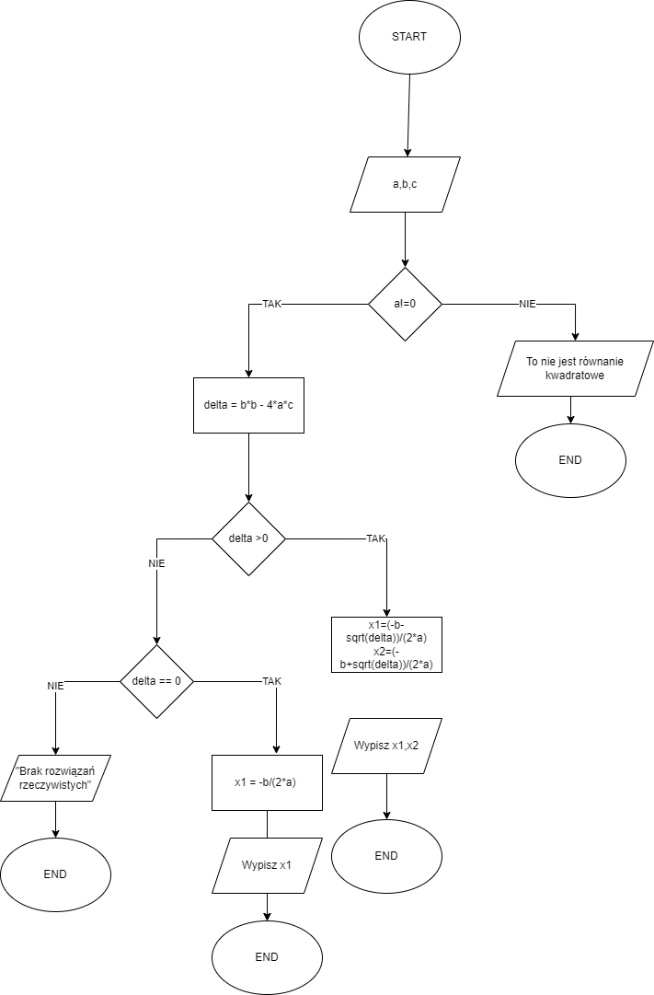 START
a,b,c
a!=0
TAK
NIE
To nie jest równanie
kwadratowe
END
delta = b*b - 4*a*c
delta >0
TAK
NIE
x1=(-b-
sqrt(delta))/(2*a)
x2=(-
b+sqrt(delta))/(2*a)
delta == 0
NIE
TAK
"Brak rozwiązań
rzeczywistych"
x1 = -b/(2*a)
Wypisz x1,x2
END
Wypisz x1
END
END